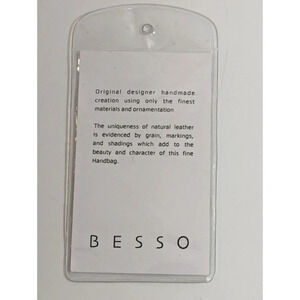 Original designer handmade
creation using only the finest
materials and ornamentation
The uniqueness of natural leather
is evidenced by grain, markings,
and shadings which add to the
beauty and character of this fine
Handbag.
BESSO